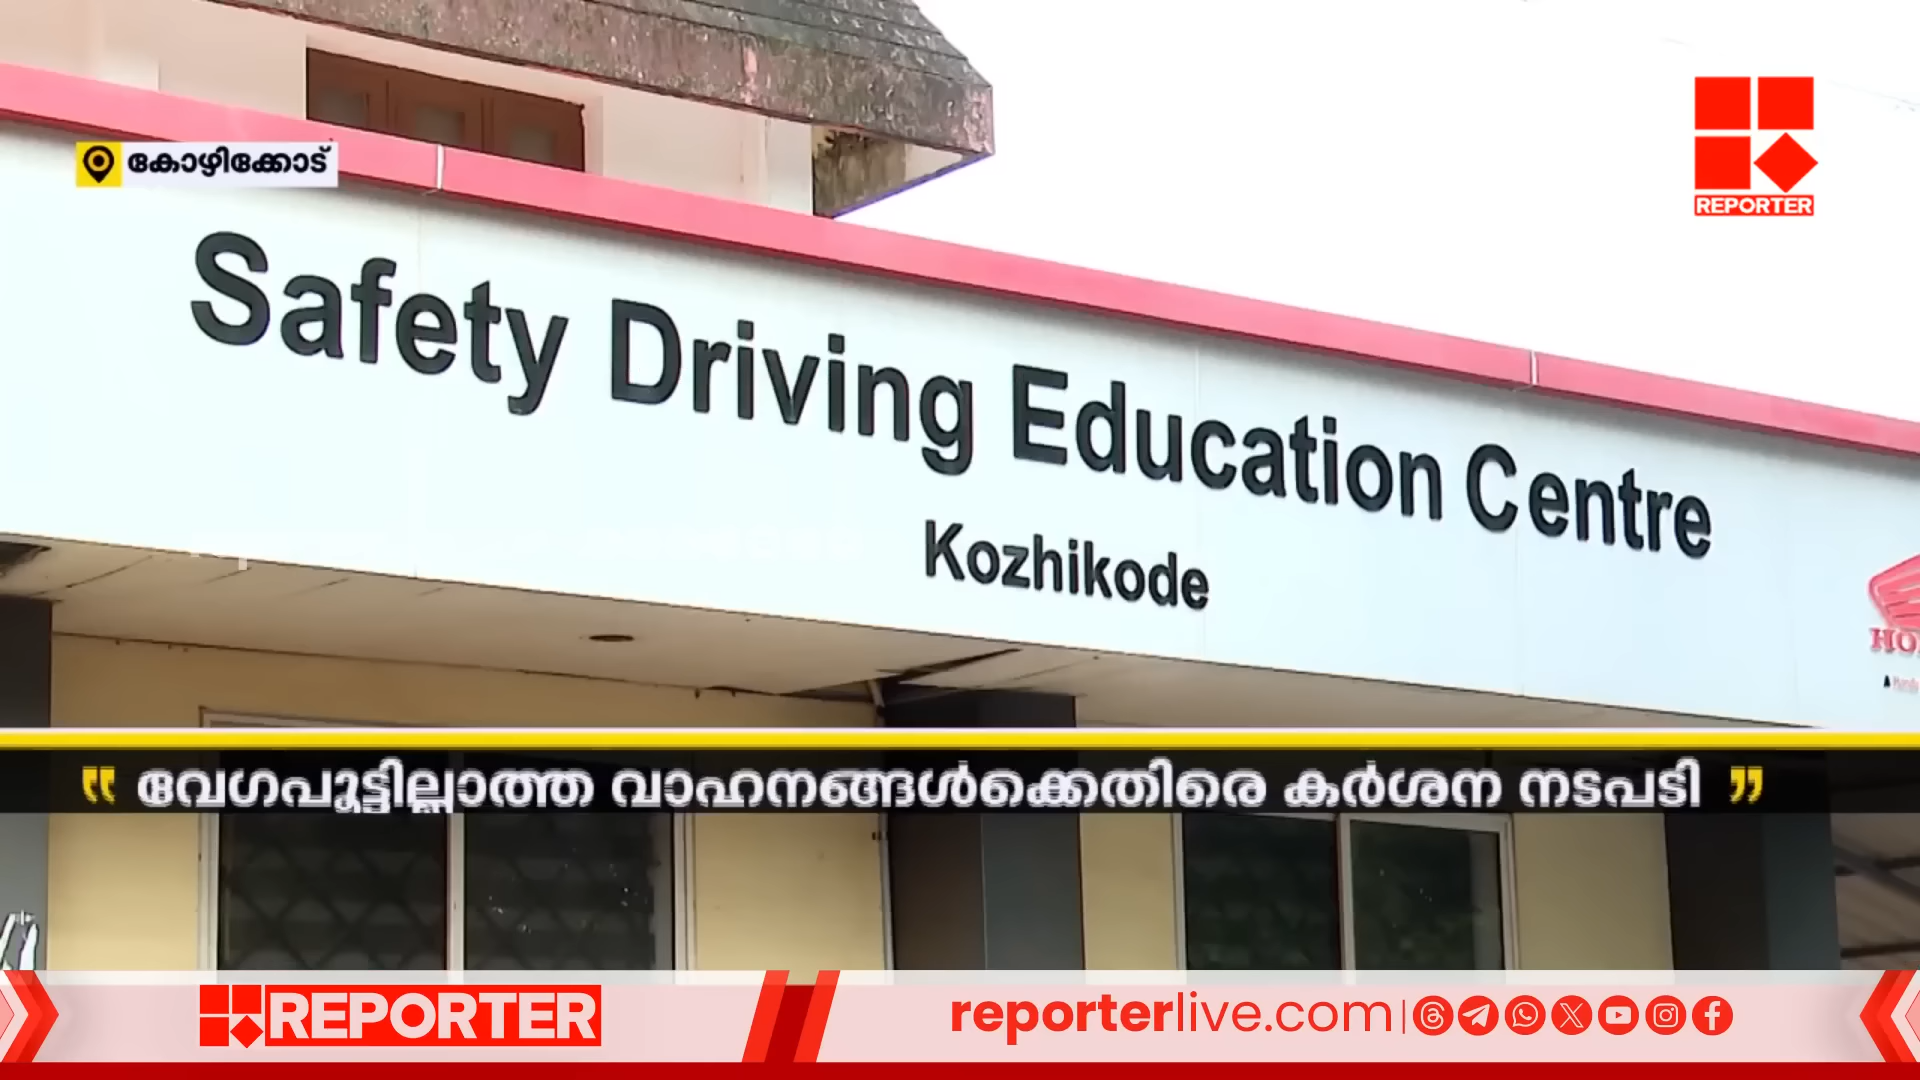 കോഴിക്കോട്
REPORTER
Safety Driving Education Centre
Kozhikode
“ വേഗപൂട്ടില്ലാത്ത വാഹനങ്ങൾക്കെതിരെ കർശന നടപടി ”
REPORTER
reporterlive.com